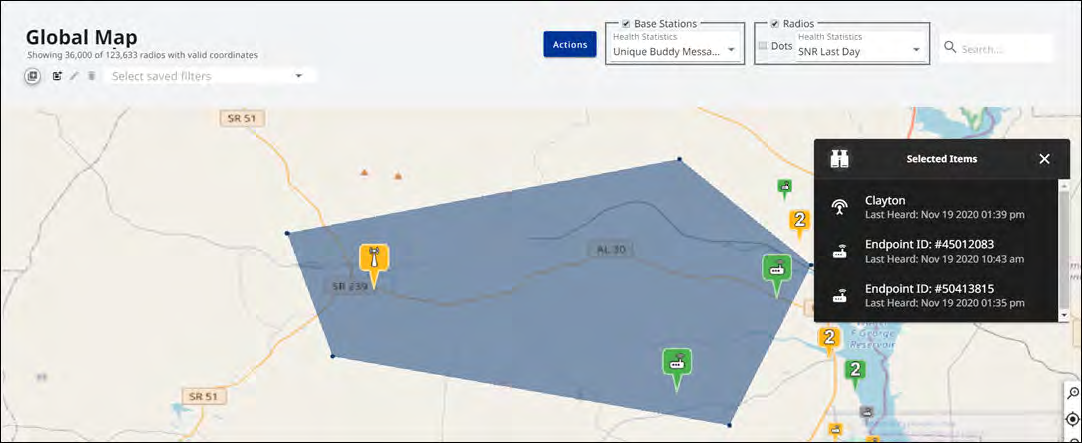 Global Map
Showing 36,000 of 123,633 radios with valid coordinates
Select saved filters
Actions
Base Stations
Health Statistics
Unique Buddy Messa...
Radios
Dots
Health Statistics
SNR Last Day
Search...
SR 51
AL 30
SR 239
SR 51
2
2
2
George
Reservoir
Selected Items
Clayton
Last Heard: Nov 19 2020 01:39 pm
Endpoint ID: #45012083
Last Heard: Nov 19 2020 10:43 am
Endpoint ID: #50413815
Last Heard: Nov 19 2020 01:35 pm